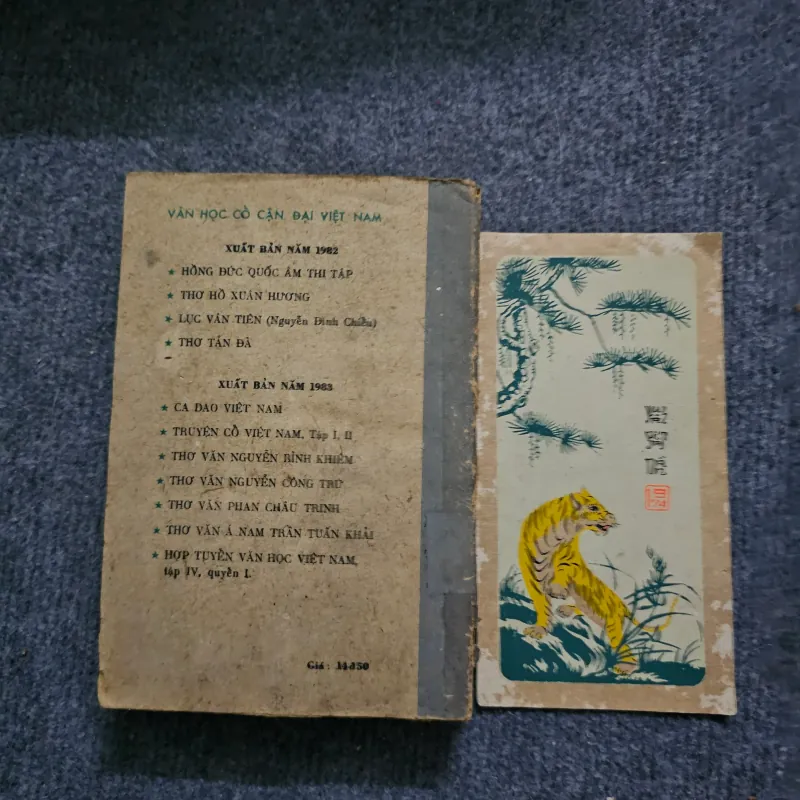 VĂN HỌC CỔ CẬN ĐẠI VIỆT NAM
XUẤT BẢN NĂM 1982
★ HỒNG ĐỨC QUỐC ÂM THI TẬP
★ THƠ HỒ XUÂN HƯƠNG
★ LỤC VÂN TIÊN (Nguyễn Đình Chiểu)
★ THƠ TẢN ĐÀ
XUẤT BẢN NĂM 1983
★ CA DAO VIỆT NAM
★ TRUYỆN CỔ VIỆT NAM, Tập I, II
★ THƠ VĂN NGUYỄN BỈNH KHIÊM
★ THƠ VĂN NGUYỄN CÔNG TRỨ
★ THƠ VĂN PHAN CHÂU TRINH
★ THƠ VĂN Á NAM TRẦN TUẤN KHẢI
★ HỢP TUYỂN VĂN HỌC VIỆT NAM,
tập IV, quyển I.
Giá :